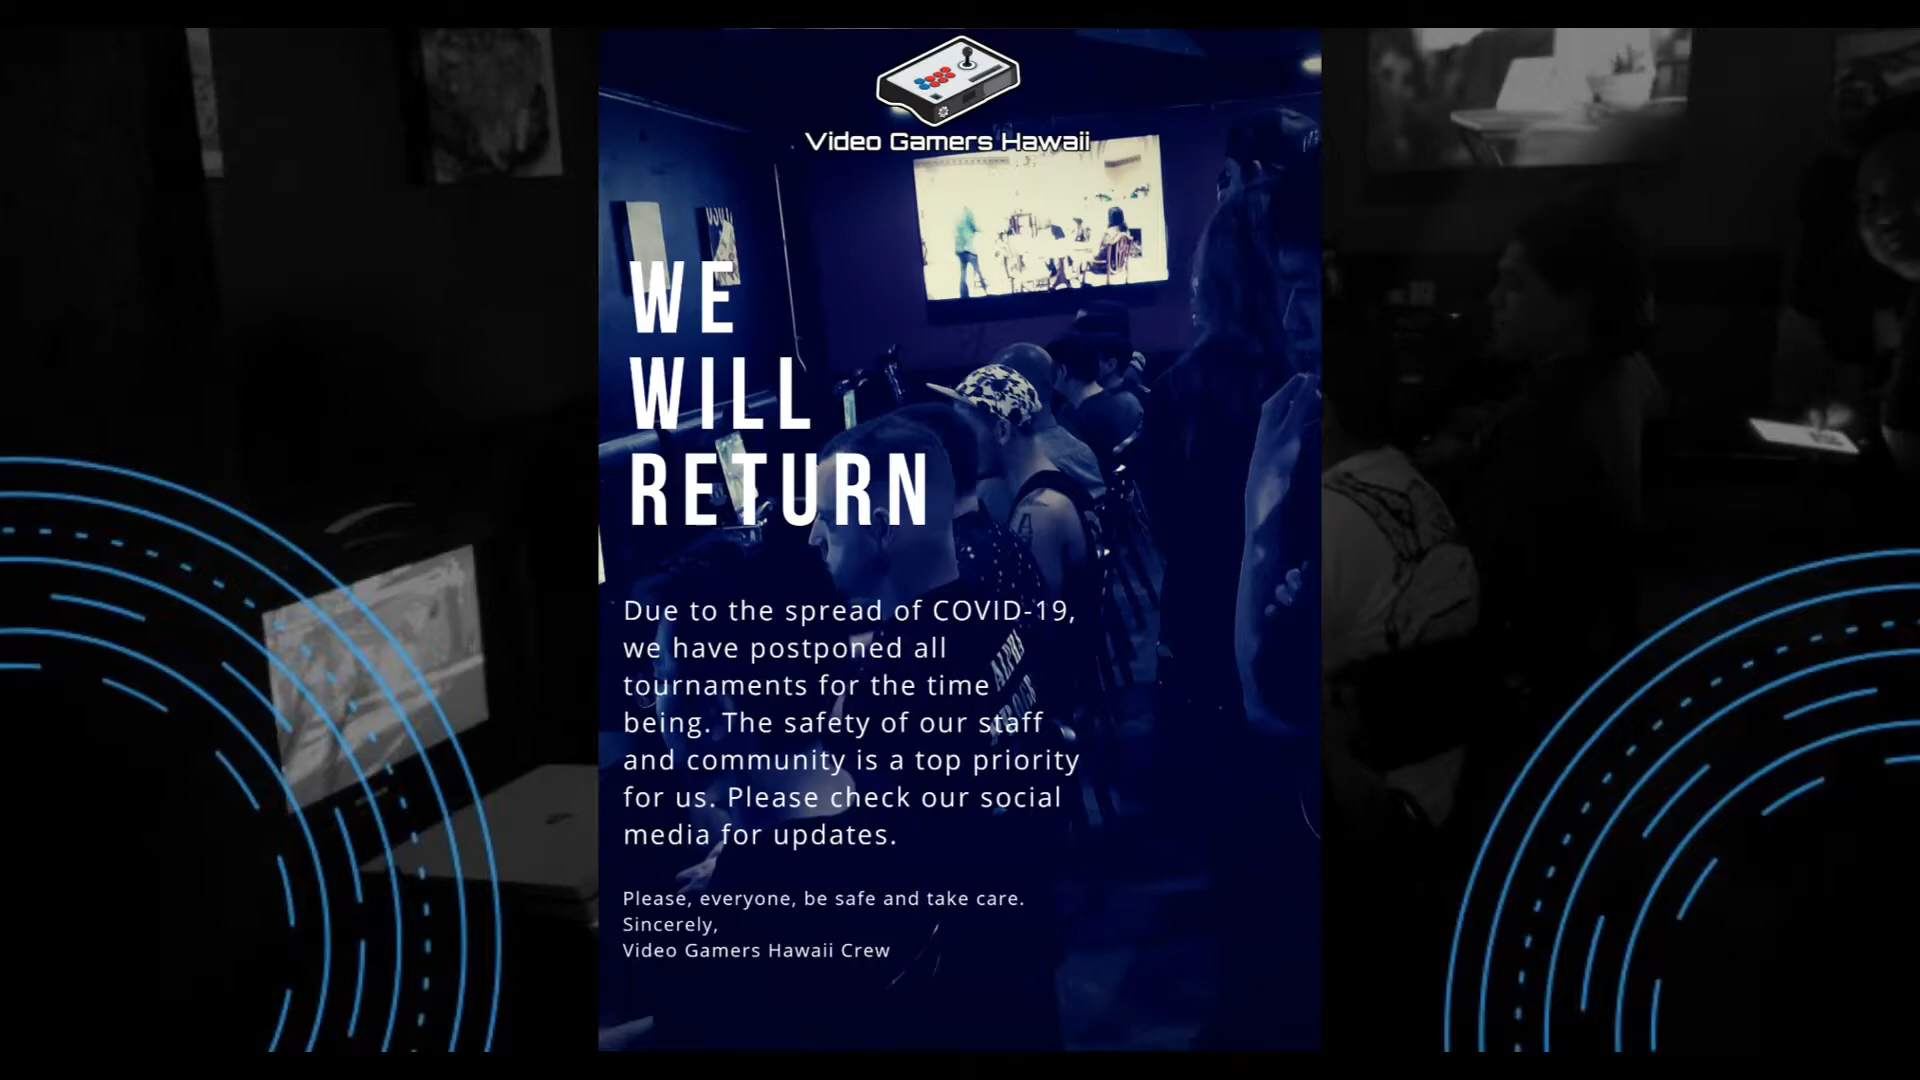 Video Gamers Hawaii
WE
WILL
RETURN
Due to the spread of COVID-19,
we have postponed all
tournaments for the time
being. The safety of our staff
and community is a top priority
for us. Please check our social
media for updates.
Please, everyone, be safe and take care.
Sincerely,
Video Gamers Hawaii Crew